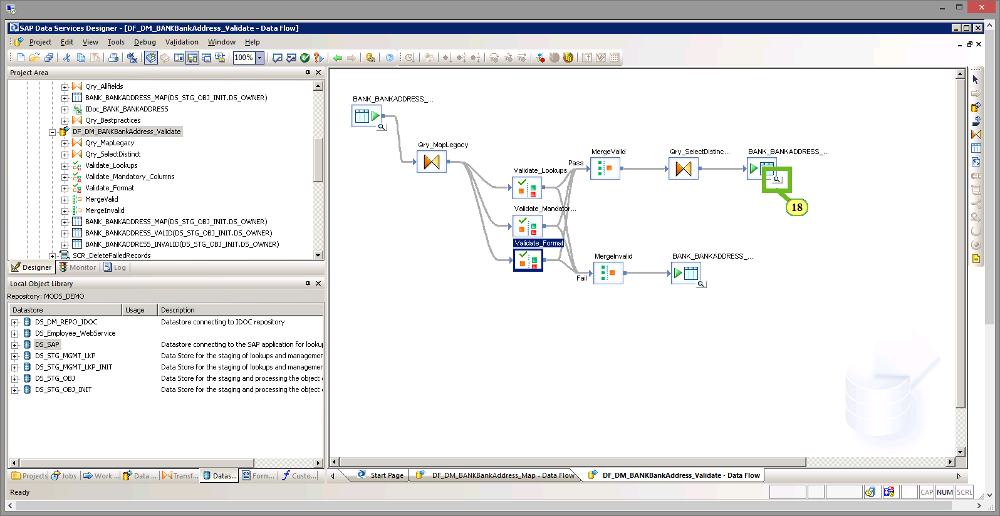 SAP Data Services Designer - [DF_DM_BANKBankAddress_Validate - Data Flow]
Project Edit View Tools Debug Validation Window Help
100%
Project Area
Qry_Allfields
BANK_BANKADDRESS_MAP(DS_STG_OBJ_INIT.DS_OWNER)
IDoc_BANK_BANKADDRESS
Qry_Bestpractices
DF_DM_BANKBankAddress_Validate
Qry_MapLegacy
Qry_SelectDistinct
Validate_Lookups
Validate_Mandatory_Columns
Validate_Format
MergeValid
MergeInvalid
BANK_BANKADDRESS_MAP(DS_STG_OBJ_INIT.DS_OWNER)
BANK_BANKADDRESS_VALID(DS_STG_OBJ_INIT.DS_OWNER)
BANK_BANKADDRESS_INVALID(DS_STG_OBJ_INIT.DS_OWNER)
SCR_DeleteFailedRecords
Designer Monitor Log
Local Object Library
Repository: MODS_DEMO
Datastore Usage Description
DS_DM_REPO_IDOC Datastore connecting to IDOC repository
DS_Employee_WebService
DS_SAP Datastore connecting to the SAP application for looku
DS_STG_MGMT_LKP Data Store for the staging of lookups and managemer
DS_STG_MGMT_LKP_INIT Data Store for the staging of lookups and managemer
DS_STG_OBJ Data Store for the staging and processing the object
DS_STG_OBJ_INIT Data Store for the staging and processing the object
Projects Jobs Work ... Data ... Transf... Datas... Form... Custo...
BANK_BANKADDRESS_...
Qry_MapLegacy
Validate_Lookups
Validate_Mandator...
Validate_Format
Pass
Fail
MergeValid
Qry_SelectDistinc...
BANK_BANKADDRESS_...
18
MergeInvalid
BANK_BANKADDRESS_...
Start Page DF_DM_BANKBankAddress_Map - Data Flow DF_DM_BANKBankAddress_Validate - Data Flow
Ready
CAP NUM SCRL